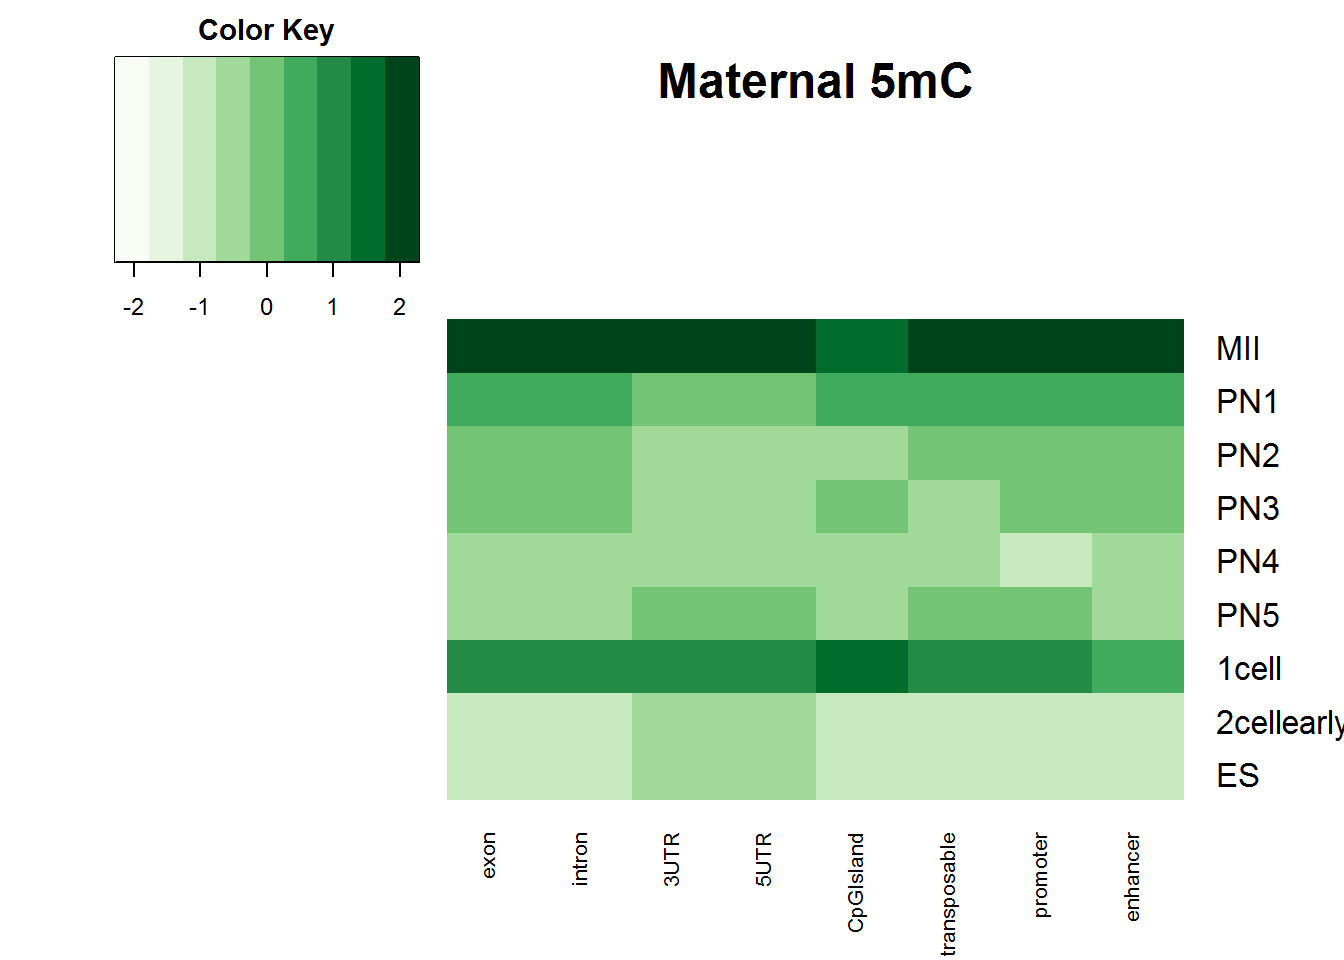 Color Key
Maternal 5mC
-2 -1 0 1 2
MII
PN1
PN2
PN3
PN4
PN5
1cell
2cellearly
ES
exon
intron
3UTR
5UTR
CpGIsland
transposable
promoter
enhancer